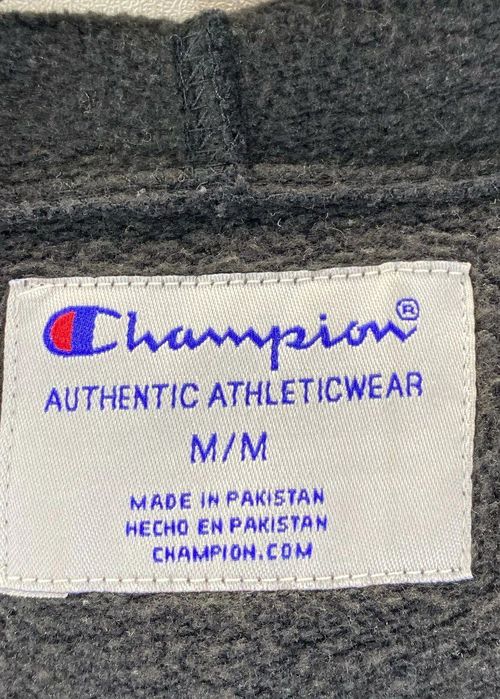 Champion®
AUTHENTIC ATHLETICWEAR
M/M
MADE IN PAKISTAN
HECHO EN PAKISTAN
CHAMPION.COM